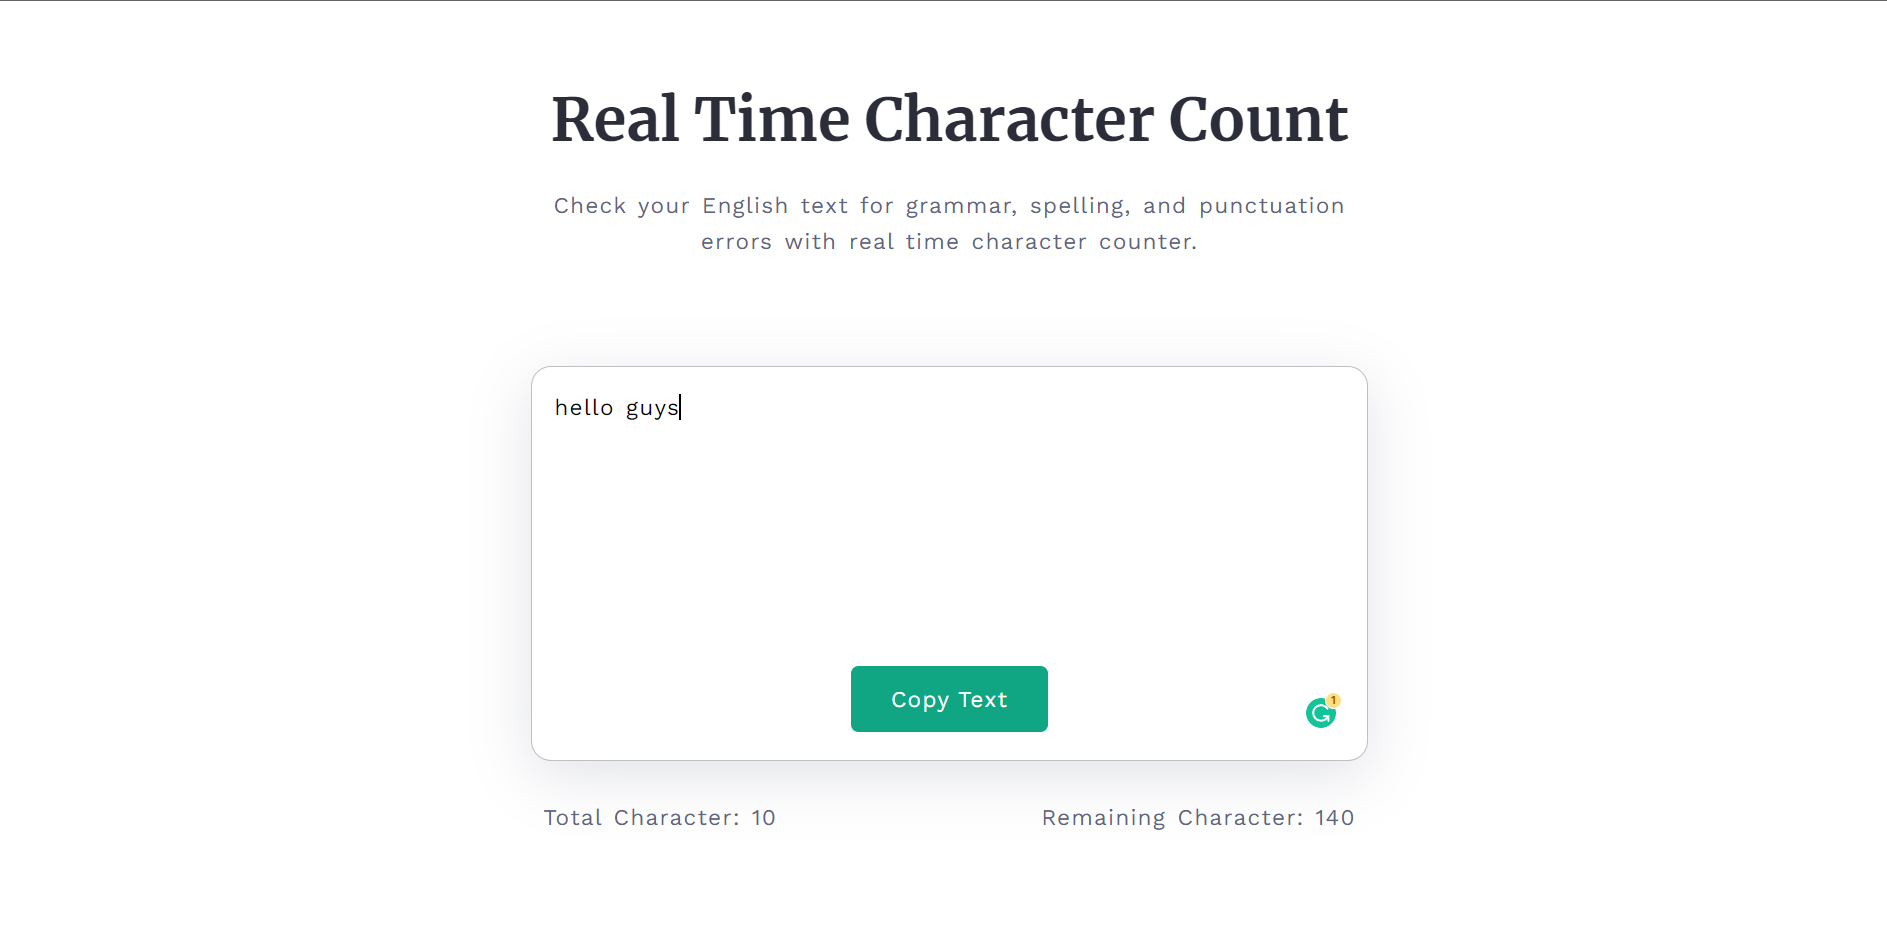 Real Time Character Count
Check your English text for grammar, spelling, and punctuation
errors with real time character counter.
hello guys
Copy Text
1
Total Character: 10
Remaining Character: 140